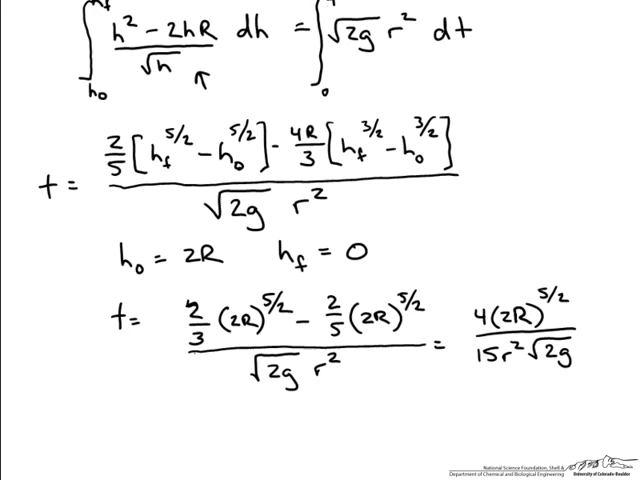 ∫_{h₀}^{h_f} (h² − 2hR)/√h dh = ∫₀^t √2g r² dt
t = (2/5 [h_f^{5/2} − h₀^{5/2}] - 4R/3 [h_f^{3/2} − h₀^{3/2}]) / (√2g r²)
h₀ = 2R h_f = 0
t = (2/3 (2R)^{5/2} − 2/5 (2R)^{5/2}) / (√2g r²) = 4(2R)^{5/2} / (15r² √2g)
National Science Foundation, Shell &
Department of Chemical and Biological Engineering
University of Colorado-Boulder